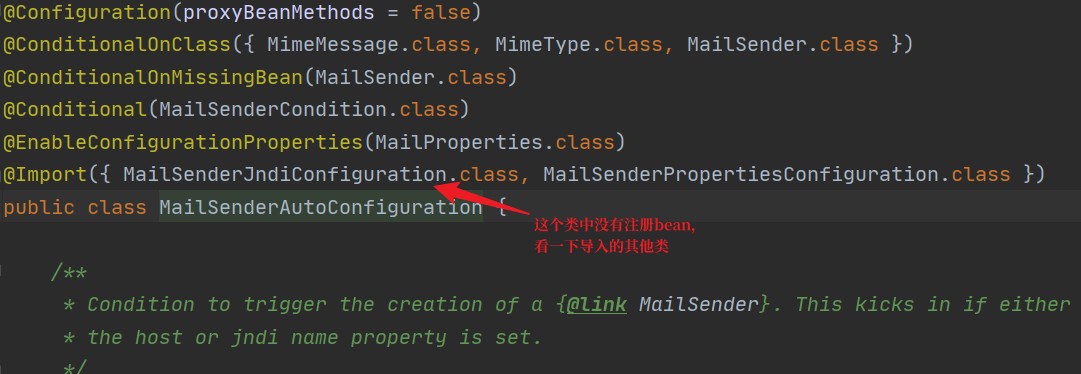 @Configuration(proxyBeanMethods = false)
@ConditionalOnClass({ MimeMessage.class, MimeType.class, MailSender.class })
@ConditionalOnMissingBean(MailSender.class)
@Conditional(MailSenderCondition.class)
@EnableConfigurationProperties(MailProperties.class)
@Import({ MailSenderJndiConfiguration.class, MailSenderPropertiesConfiguration.class })
public class MailSenderAutoConfiguration {
这个类中没有注册bean,
看一下导入的其他类
/**
* Condition to trigger the creation of a {@link MailSender}. This kicks in if either
* the host or jndi name property is set.
*/